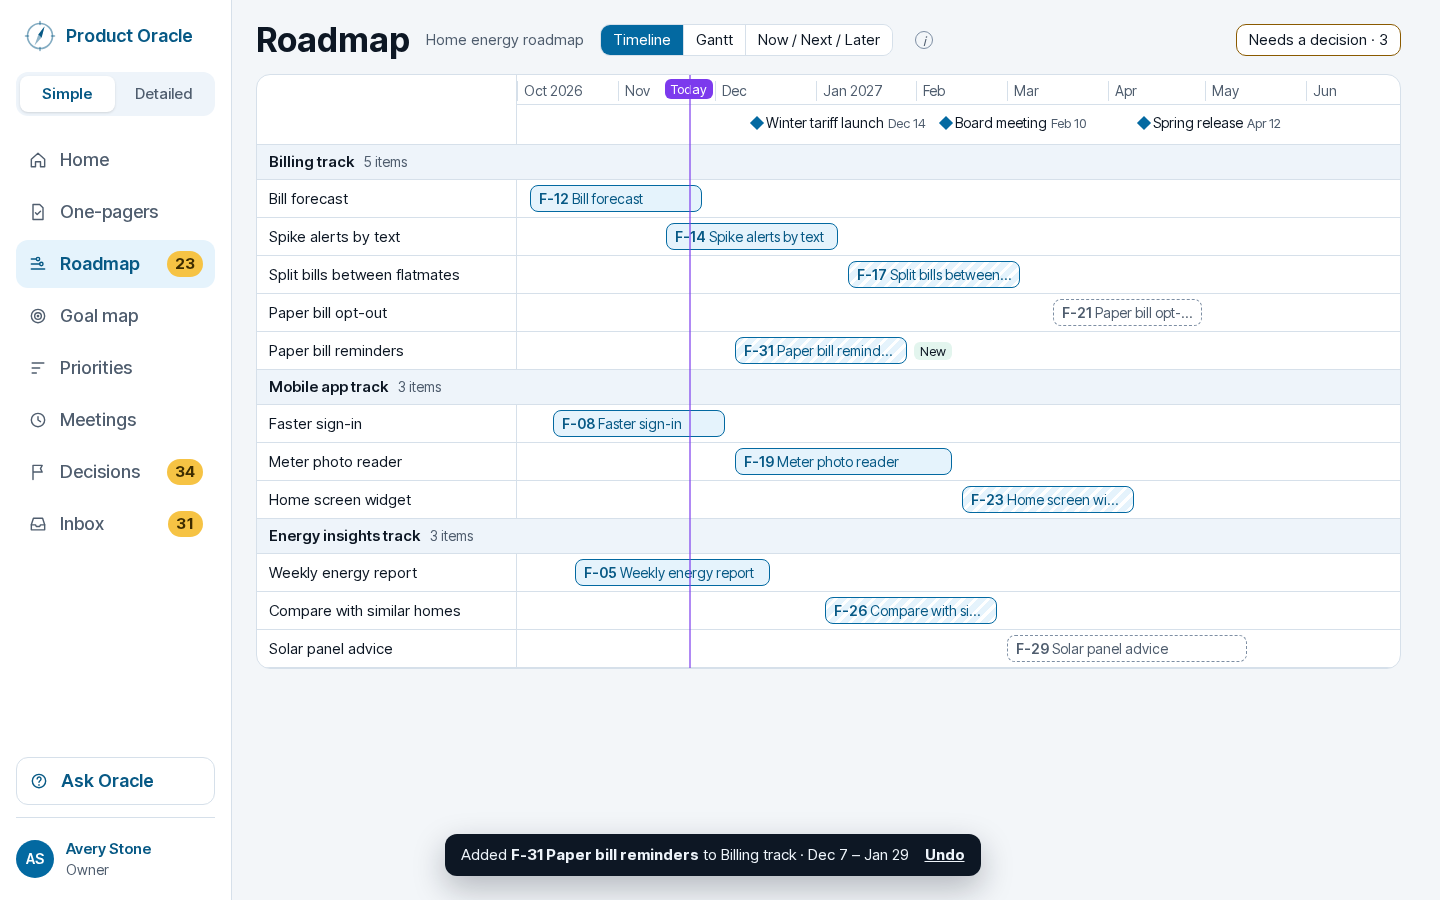 Product Oracle
Simple
Detailed
Home
One-pagers
Roadmap 23
Goal map
Priorities
Meetings
Decisions 34
Inbox 31
Ask Oracle
AS
Avery Stone
Owner
Roadmap
Home energy roadmap
Timeline
Gantt
Now / Next / Later
i
Needs a decision · 3
Oct 2026
Nov
Today
Dec
Jan 2027
Feb
Mar
Apr
May
Jun
Winter tariff launch Dec 14
Board meeting Feb 10
Spring release Apr 12
Billing track 5 items
Bill forecast
F-12 Bill forecast
Spike alerts by text
F-14 Spike alerts by text
Split bills between flatmates
F-17 Split bills between...
Paper bill opt-out
F-21 Paper bill opt-...
Paper bill reminders
F-31 Paper bill remind...
New
Mobile app track 3 items
Faster sign-in
F-08 Faster sign-in
Meter photo reader
F-19 Meter photo reader
Home screen widget
F-23 Home screen wi...
Energy insights track 3 items
Weekly energy report
F-05 Weekly energy report
Compare with similar homes
F-26 Compare with si...
Solar panel advice
F-29 Solar panel advice
Added F-31 Paper bill reminders to Billing track · Dec 7 – Jan 29 Undo